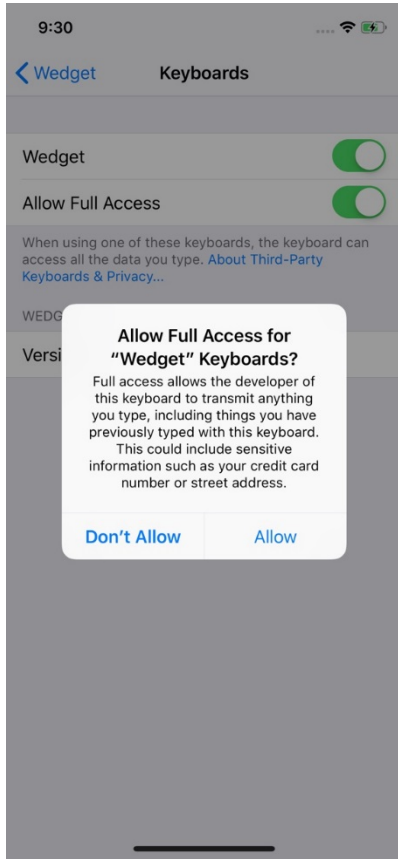 9:30
Wedget
Keyboards
Wedget
Allow Full Access
When using one of these keyboards, the keyboard can
access all the data you type. About Third-Party
Keyboards & Privacy...
WEDG
Versi
Allow Full Access for
“Wedget” Keyboards?
Full access allows the developer of
this keyboard to transmit anything
you type, including things you have
previously typed with this keyboard.
This could include sensitive
information such as your credit card
number or street address.
Don’t Allow
Allow